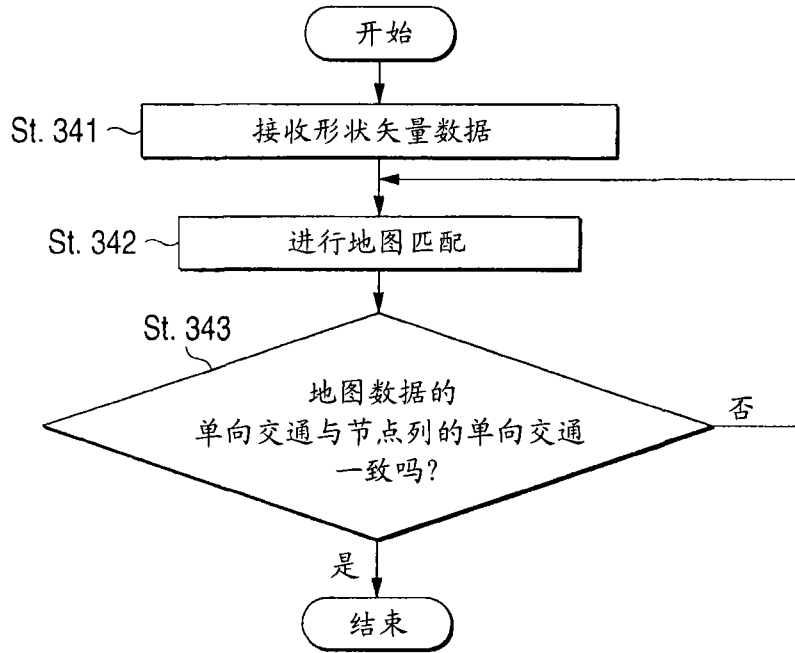 开始
St. 341
接收形状矢量数据
St. 342
进行地图匹配
St. 343
地图数据的
单向交通与节点列的单向交通
一致吗?
否
是
结束